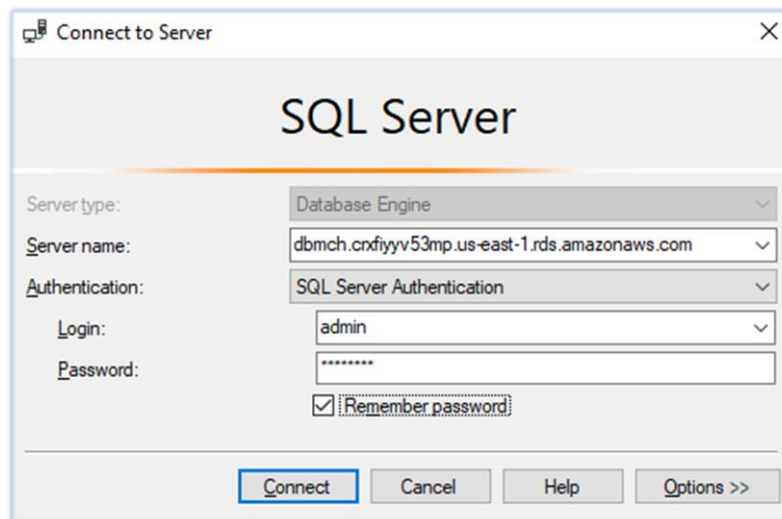 Connect to Server
SQL Server
Server type: Database Engine
Server name: dbmch.cnxfiyyv53mp.us-east-1.rds.amazonaws.com
Authentication: SQL Server Authentication
Login: admin
Password: ********
Remember password
Connect Cancel Help Options >>